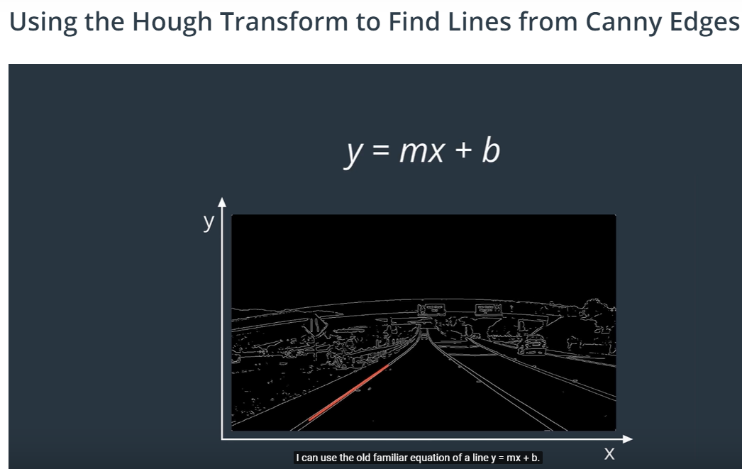 Using the Hough Transform to Find Lines from Canny Edges
y = mx + b
y
I can use the old familiar equation of a line y = mx + b.
x